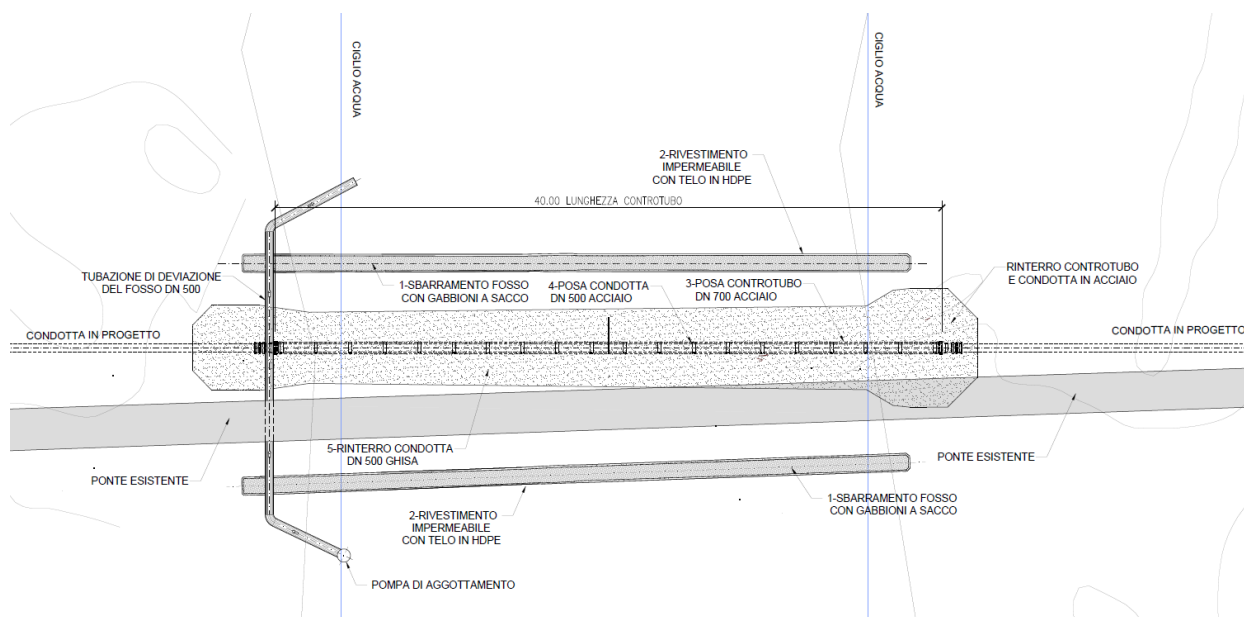 CIGLIO ACQUA
CIGLIO ACQUA
2-RIVESTIMENTO
IMPERMEABILE
CON TELO IN HDPE
40.00 LUNGHEZZA CONTROTUBO
TUBAZIONE DI DEVIAZIONE
DEL FOSSO DN 500
1-SBARRAMENTO FOSSO
CON GABBIONI A SACCO
4-POSA CONDOTTA
DN 500 ACCIAIO
3-POSA CONTROTUBO
DN 700 ACCIAIO
RINTERRO CONTROTUBO
E CONDOTTA IN ACCIAIO
CONDOTTA IN PROGETTO
CONDOTTA IN PROGETTO
5-RINTERRO CONDOTTA
DN 500 GHISA
PONTE ESISTENTE
PONTE ESISTENTE
2-RIVESTIMENTO
IMPERMEABILE
CON TELO IN HDPE
1-SBARRAMENTO FOSSO
CON GABBIONI A SACCO
POMPA DI AGGOTTAMENTO